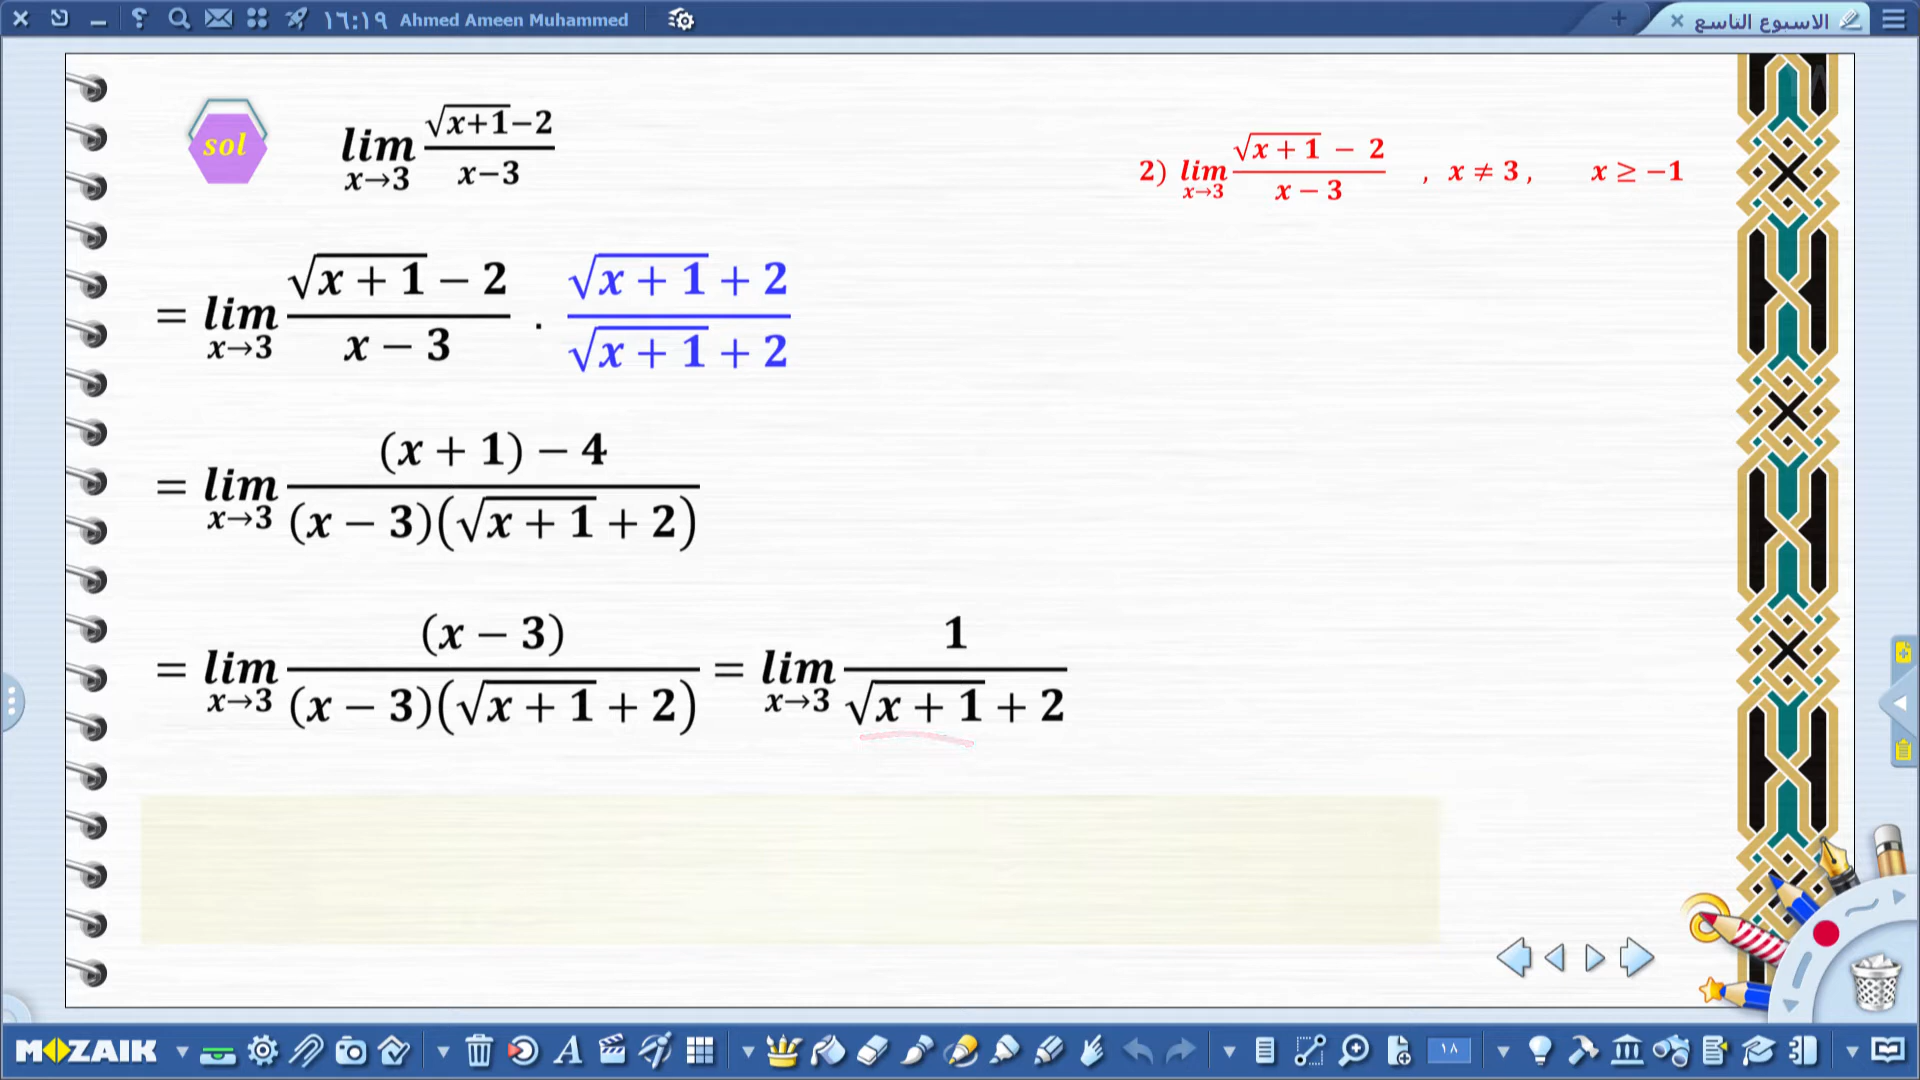 ١٦:١٩ Ahmed Ameen Muhammed
الاسبوع التاسع
sol
lim x→3 √(x+1)−2 / x−3
2) lim x→3 √(x + 1) − 2 / x − 3 , x ≠ 3 , x ≥ −1
= lim x→3 √(x + 1) − 2 / x − 3 . √(x + 1) + 2 / √(x + 1) + 2
= lim x→3 (x + 1) − 4 / (x − 3)(√(x + 1) + 2)
= lim x→3 (x − 3) / (x − 3)(√(x + 1) + 2) = lim x→3 1 / √(x + 1) + 2
MOZAIK
١٨